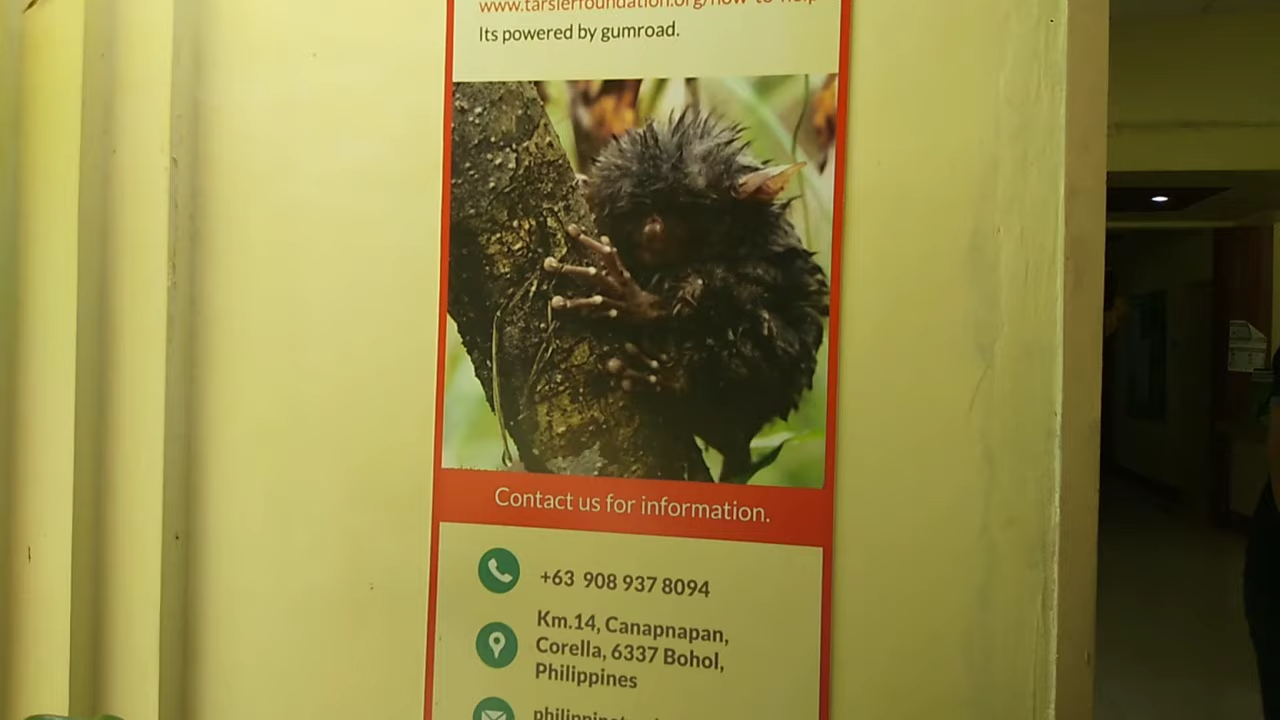 www.tarsierfoundation.org/how-to-help
Its powered by gumroad.
Contact us for information.
+63 908 937 8094
Km.14, Canapnapan,
Corella, 6337 Bohol,
Philippines